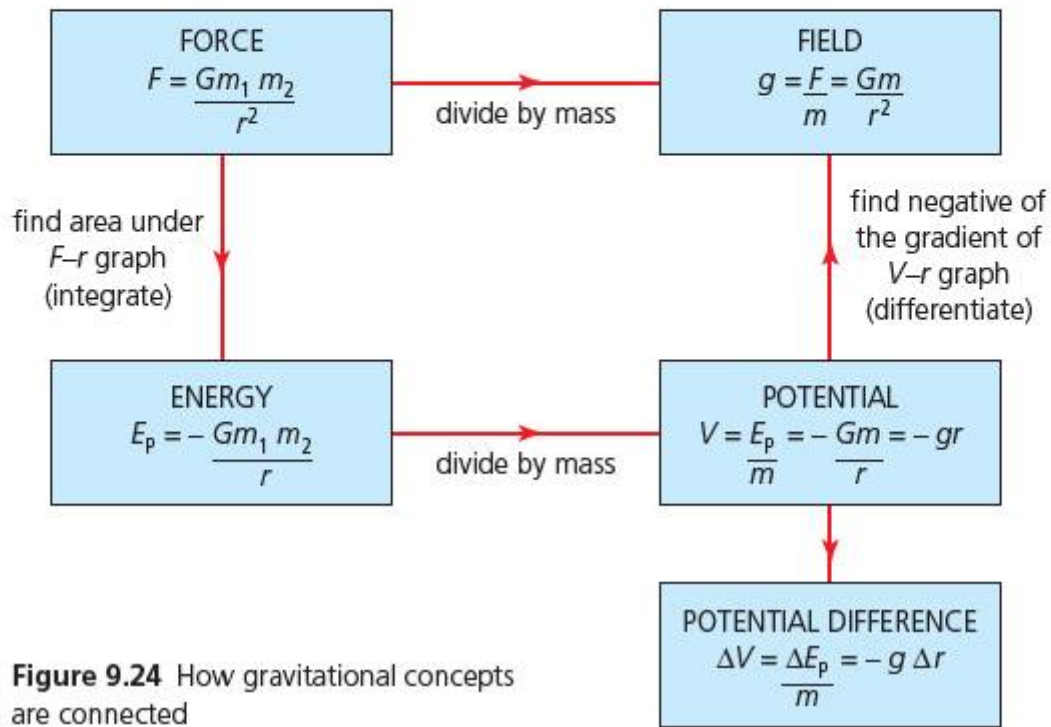 FORCE
F = Gm₁ m₂ / r²
divide by mass
FIELD
g = F/m = Gm/r²
find area under
F–r graph
(integrate)
find negative of
the gradient of
V–r graph
(differentiate)
ENERGY
Eₚ = – Gm₁ m₂ / r
divide by mass
POTENTIAL
V = Eₚ/m = – Gm/r = – gr
POTENTIAL DIFFERENCE
ΔV = ΔEₚ/m = – g Δr
Figure 9.24 How gravitational concepts
are connected